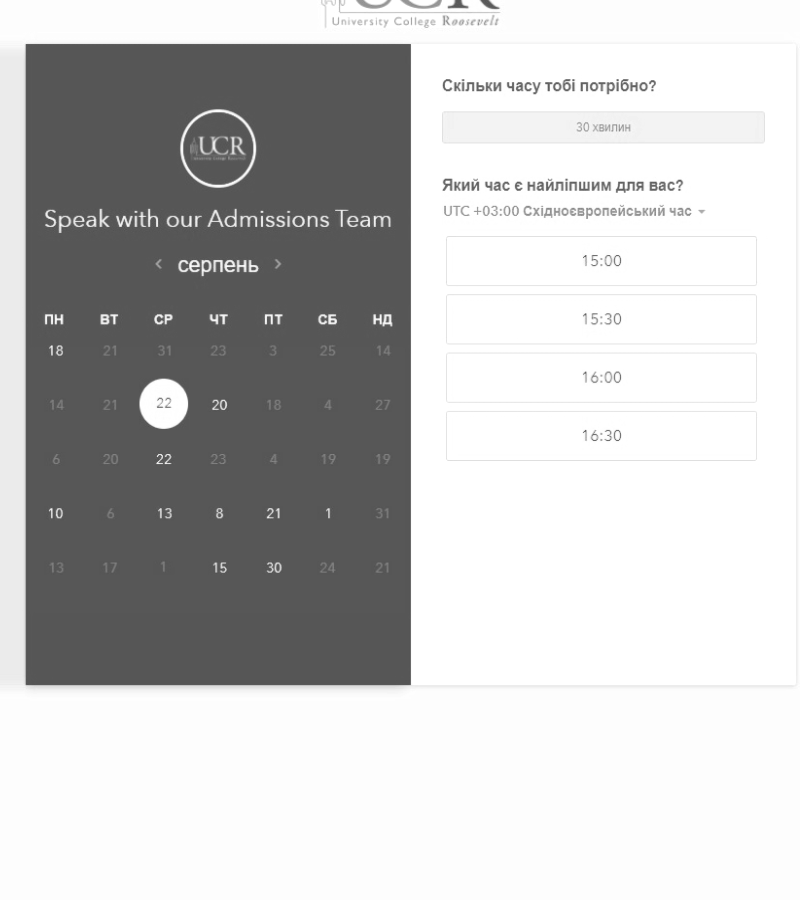 UCR
University College Roosevelt
UCR
Speak with our Admissions Team
серпень
ПН ВТ СР ЧТ ПТ СБ НД
18 21 31 23 3 25 14
14 21 22 20 18 4 27
6 20 22 23 4 19 19
10 6 13 8 21 1 31
13 17 1 15 30 24 21
Скільки часу тобі потрібно?
30 хвилин
Який час є найліпшим для вас?
UTC +03:00 Східноєвропейський час
15:00
15:30
16:00
16:30